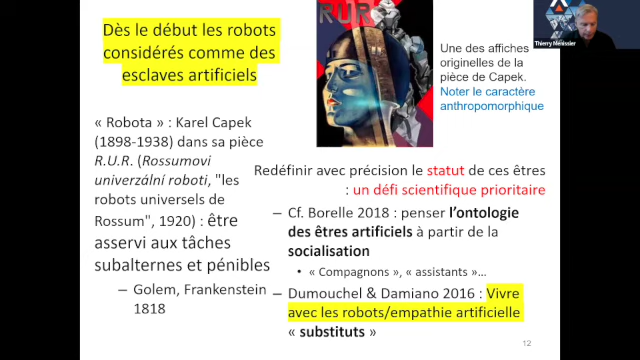 Dès le début les robots
considérés comme des
esclaves artificiels
RUR
Thierry Ménissier
Une des affiches
originelles de la
pièce de Capek.
Noter le caractère
anthropomorphique
« Robota » : Karel Capek
(1898-1938) dans sa pièce
R.U.R. (Rossumovi
univerzální roboti, "les
robots universels de
Rossum", 1920) : être
asservi aux tâches
subalternes et pénibles
– Golem, Frankenstein
1818
Redéfinir avec précision le statut de ces êtres
: un défi scientifique prioritaire
– Cf. Borelle 2018 : penser l’ontologie
des êtres artificiels à partir de la
socialisation
• « Compagnons », « assistants »…
– Dumouchel & Damiano 2016 : Vivre
avec les robots/empathie artificielle
« substituts »
12